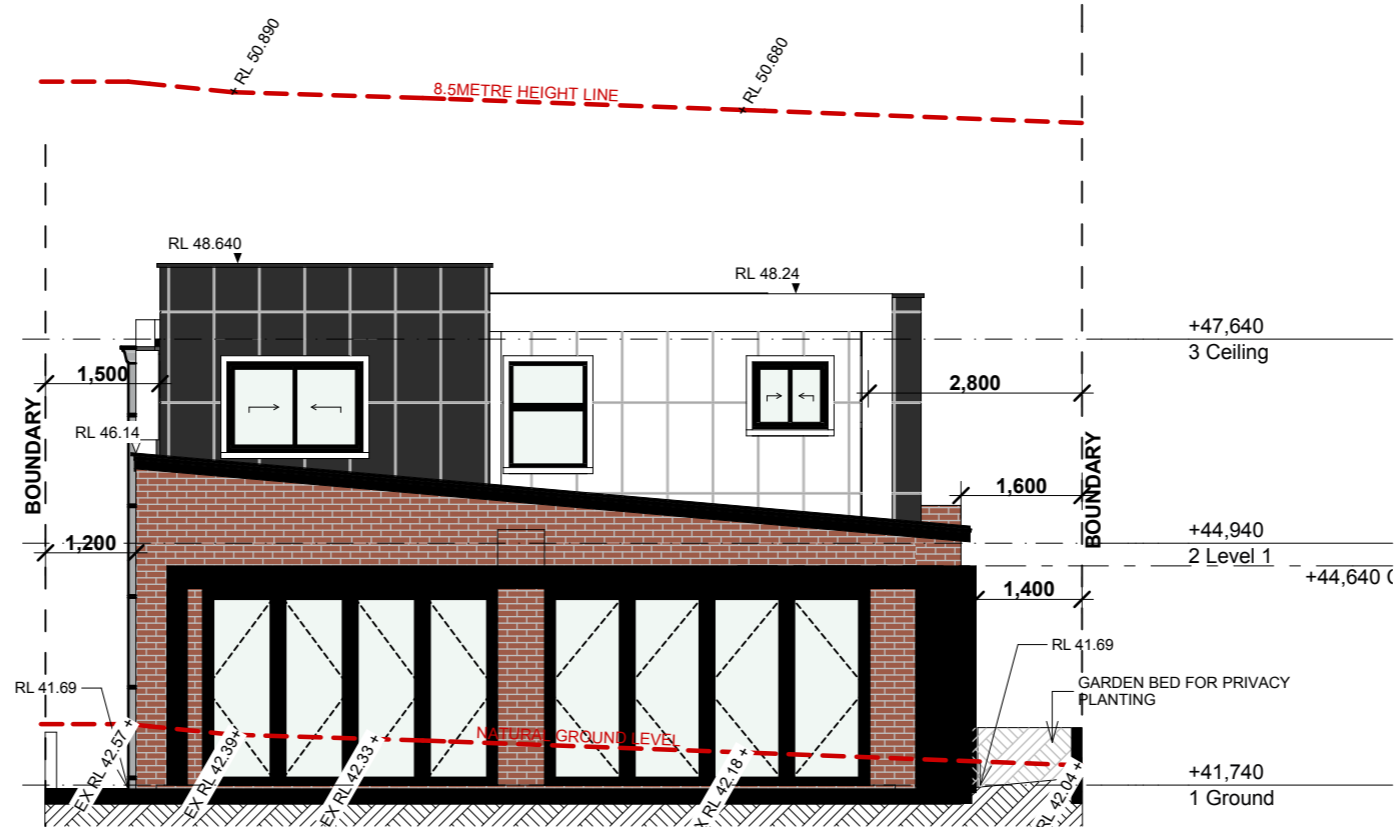 RL 50.890
RL 50.680
8.5METRE HEIGHT LINE
RL 48.640
RL 48.24
+47,640
3 Ceiling
1,500
2,800
BOUNDARY
RL 46.14
BOUNDARY
1,600
+44,940
2 Level 1
1,200
+44,640
1,400
RL 41.69
RL 41.69
GARDEN BED FOR PRIVACY
PLANTING
NATURAL GROUND LEVEL
EX RL 42.57
EX RL 42.39
EX RL 42.33
X RL 42.18
RL 42.04
+41,740
1 Ground